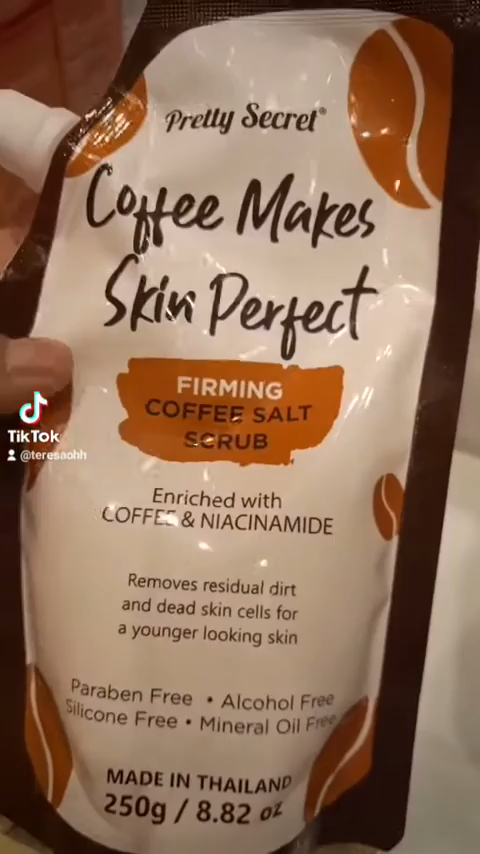 Pretty Secret®
Coffee Makes
Skin Perfect
FIRMING
COFFEE SALT
SCRUB
TikTok
@teresaohh
Enriched with
COFFEE & NIACINAMIDE
Removes residual dirt
and dead skin cells for
a younger looking skin
Paraben Free • Alcohol Free
Silicone Free • Mineral Oil Free
MADE IN THAILAND
250g / 8.82 oz